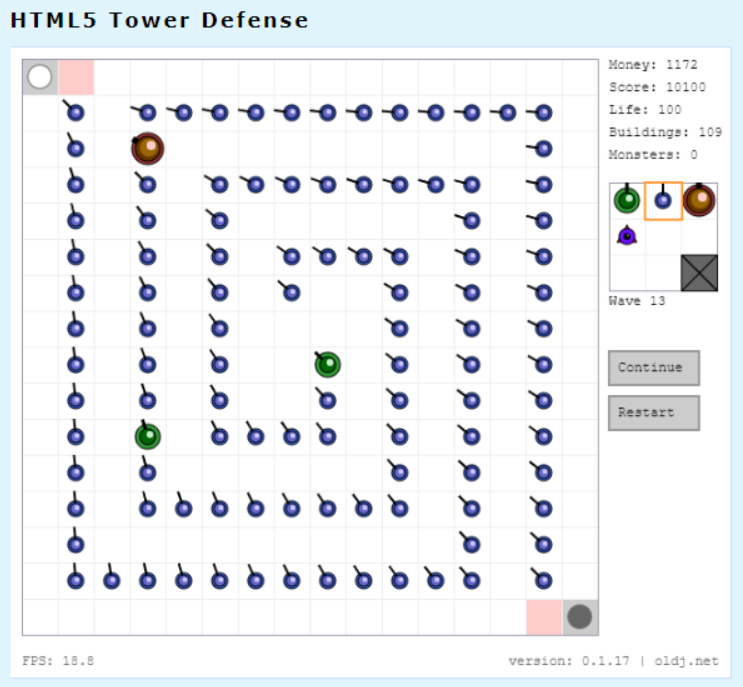 HTML5 Tower Defense
Money: 1172
Score: 10100
Life: 100
Buildings: 109
Monsters: 0
Wave 13
Continue
Restart
FPS: 18.8
version: 0.1.17 | oldj.net